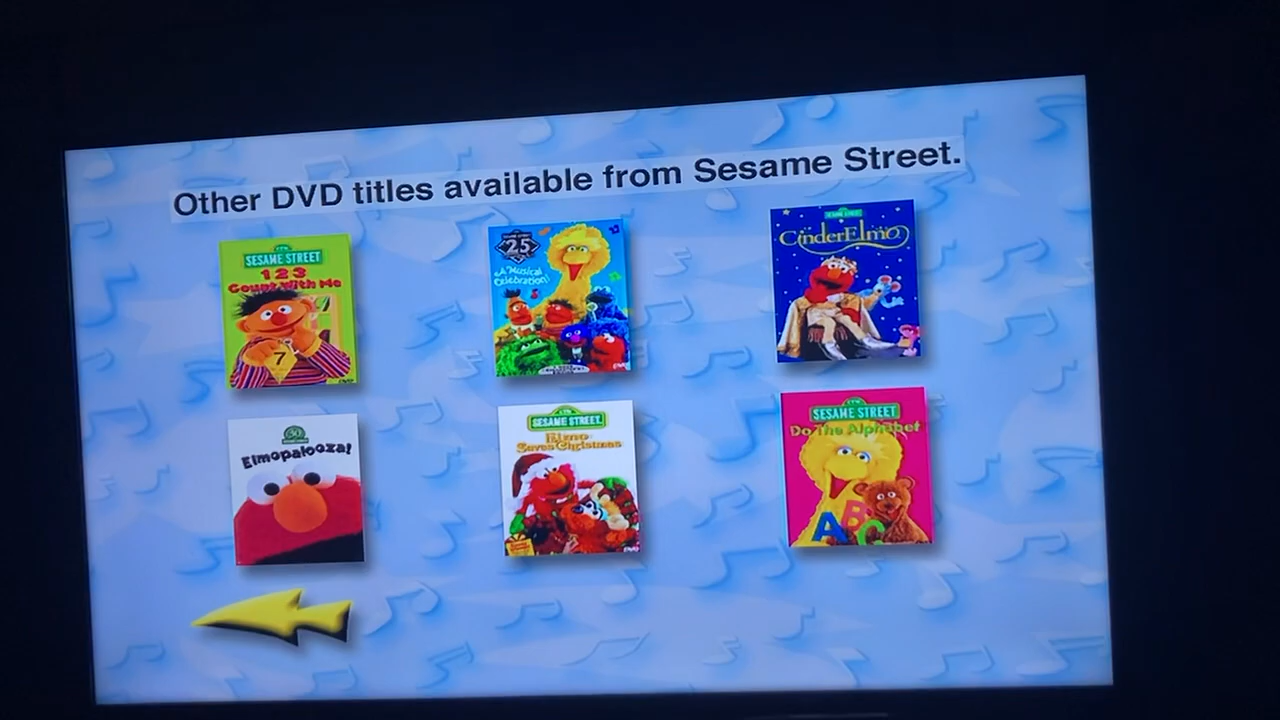 Other DVD titles available from Sesame Street.
SESAME STREET
1 2 3
Count With Me
7
25
A Musical
Celebration!
CinderElmo
Elmopalooza!
SESAME STREET
Elmo
Saves Christmas
SESAME STREET
Do The Alphabet
A B C